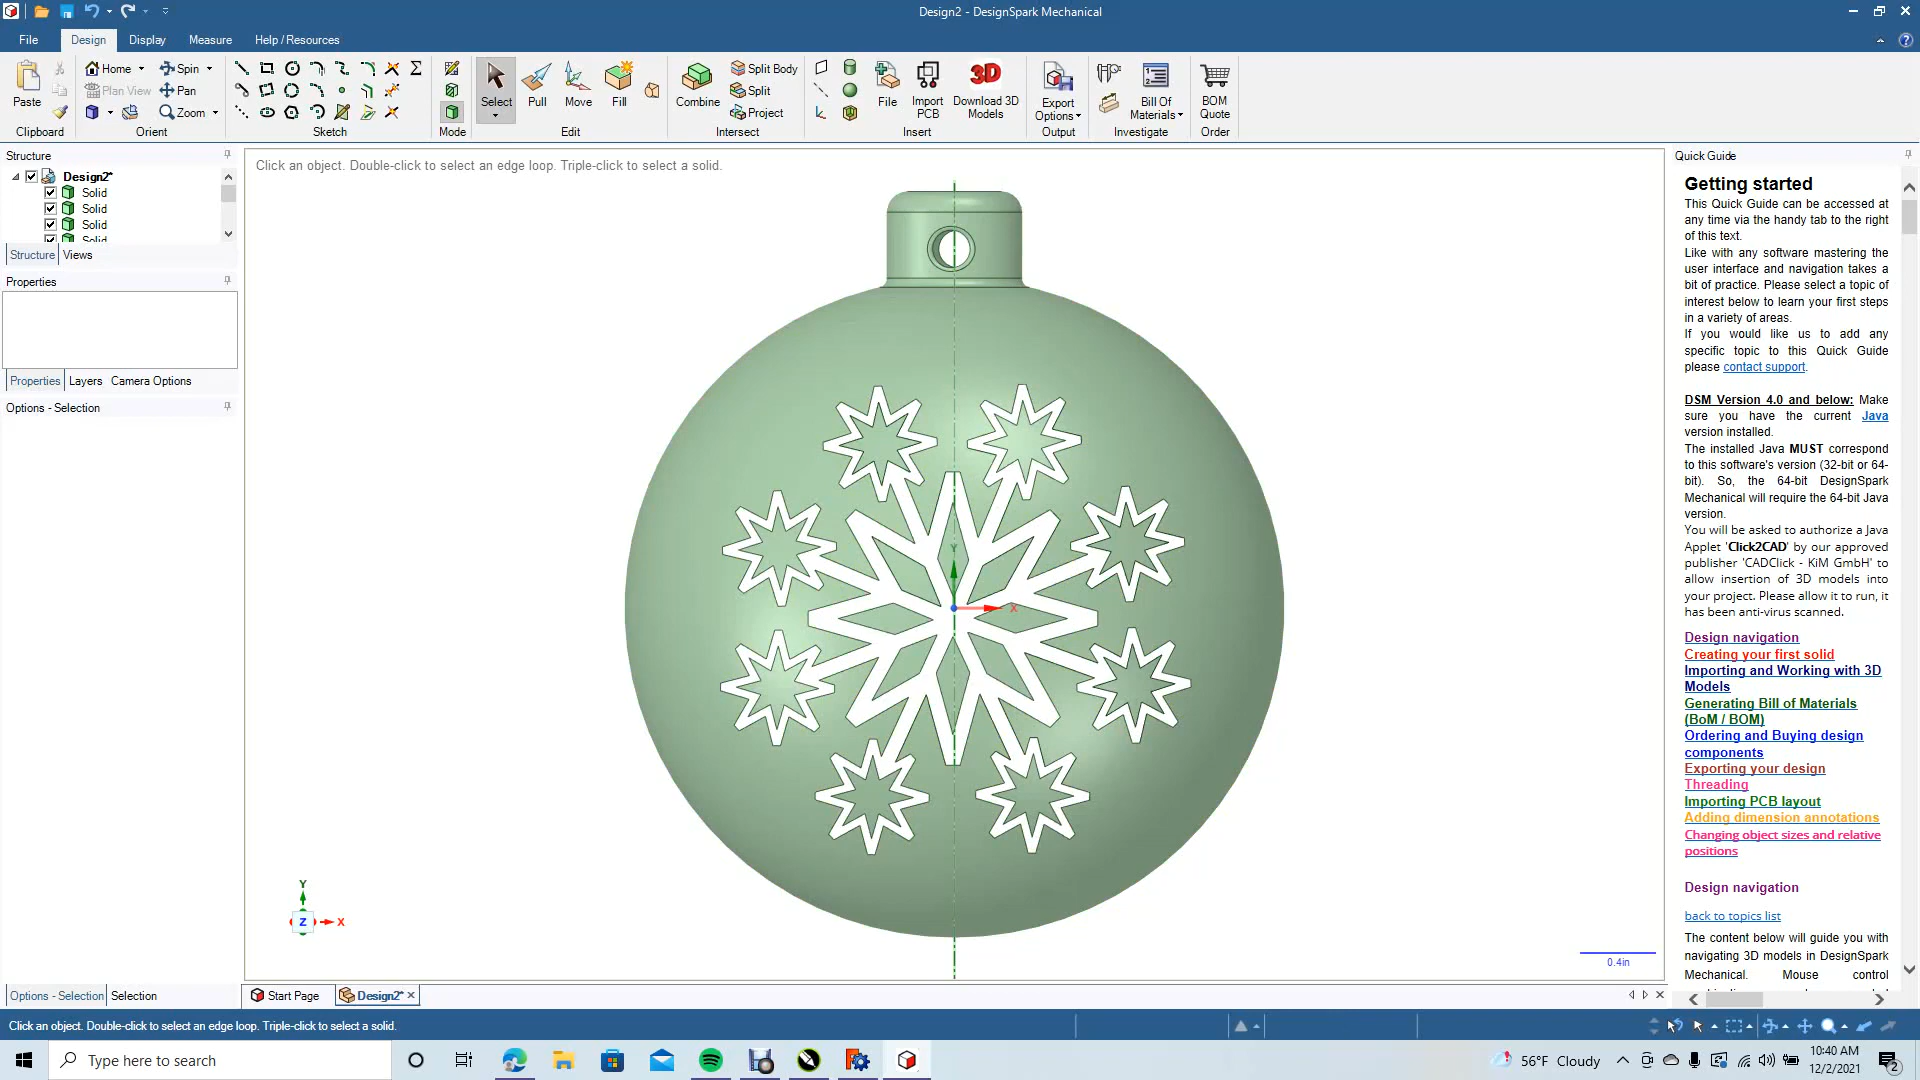 Design2 - DesignSpark Mechanical
File
Design
Display
Measure
Help / Resources
Paste
Clipboard
Home
Plan View
Spin
Pan
Zoom
Orient
Sketch
Mode
Select
Pull
Move
Fill
Edit
Combine
Split Body
Split
Project
Intersect
File
Import
PCB
Download 3D
Models
Insert
Export
Options
Output
Bill Of
Materials
Investigate
BOM
Quote
Order
3D
Structure
Design2*
Solid
Solid
Solid
Solid
Structure
Views
Properties
Properties
Layers
Camera Options
Options - Selection
Options - Selection
Selection
Click an object. Double-click to select an edge loop. Triple-click to select a solid.
Y
X
Y
Z
X
0.4in
Start Page
Design2*
Quick Guide
Getting started
This Quick Guide can be accessed at
any time via the handy tab to the right
of this text.
Like with any software mastering the
user interface and navigation takes a
bit of practice. Please select a topic of
interest below to learn your first steps
in a variety of areas.
If you would like us to add any
specific topic to this Quick Guide
please contact support.
DSM Version 4.0 and below: Make
sure you have the current Java
version installed.
The installed Java MUST correspond
to this software's version (32-bit or 64-
bit). So, the 64-bit DesignSpark
Mechanical will require the 64-bit Java
version.
You will be asked to authorize a Java
Applet 'Click2CAD' by our approved
publisher 'CADClick - KiM GmbH' to
allow insertion of 3D models into
your project. Please allow it to run, it
has been anti-virus scanned.
Design navigation
Creating your first solid
Importing and Working with 3D
Models
Generating Bill of Materials
(BoM / BOM)
Ordering and Buying design
components
Exporting your design
Threading
Importing PCB layout
Adding dimension annotations
Changing object sizes and relative
positions
Design navigation
back to topics list
The content below will guide you with
navigating 3D models in DesignSpark
Mechanical. Mouse control
Click an object. Double-click to select an edge loop. Triple-click to select a solid.
Type here to search
56°F Cloudy
10:40 AM
12/2/2021
2